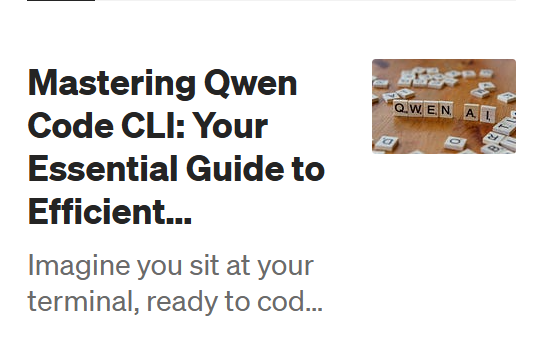 Mastering Qwen
Code CLI: Your
Essential Guide to
Efficient...
Imagine you sit at your
terminal, ready to cod...
QWEN AI